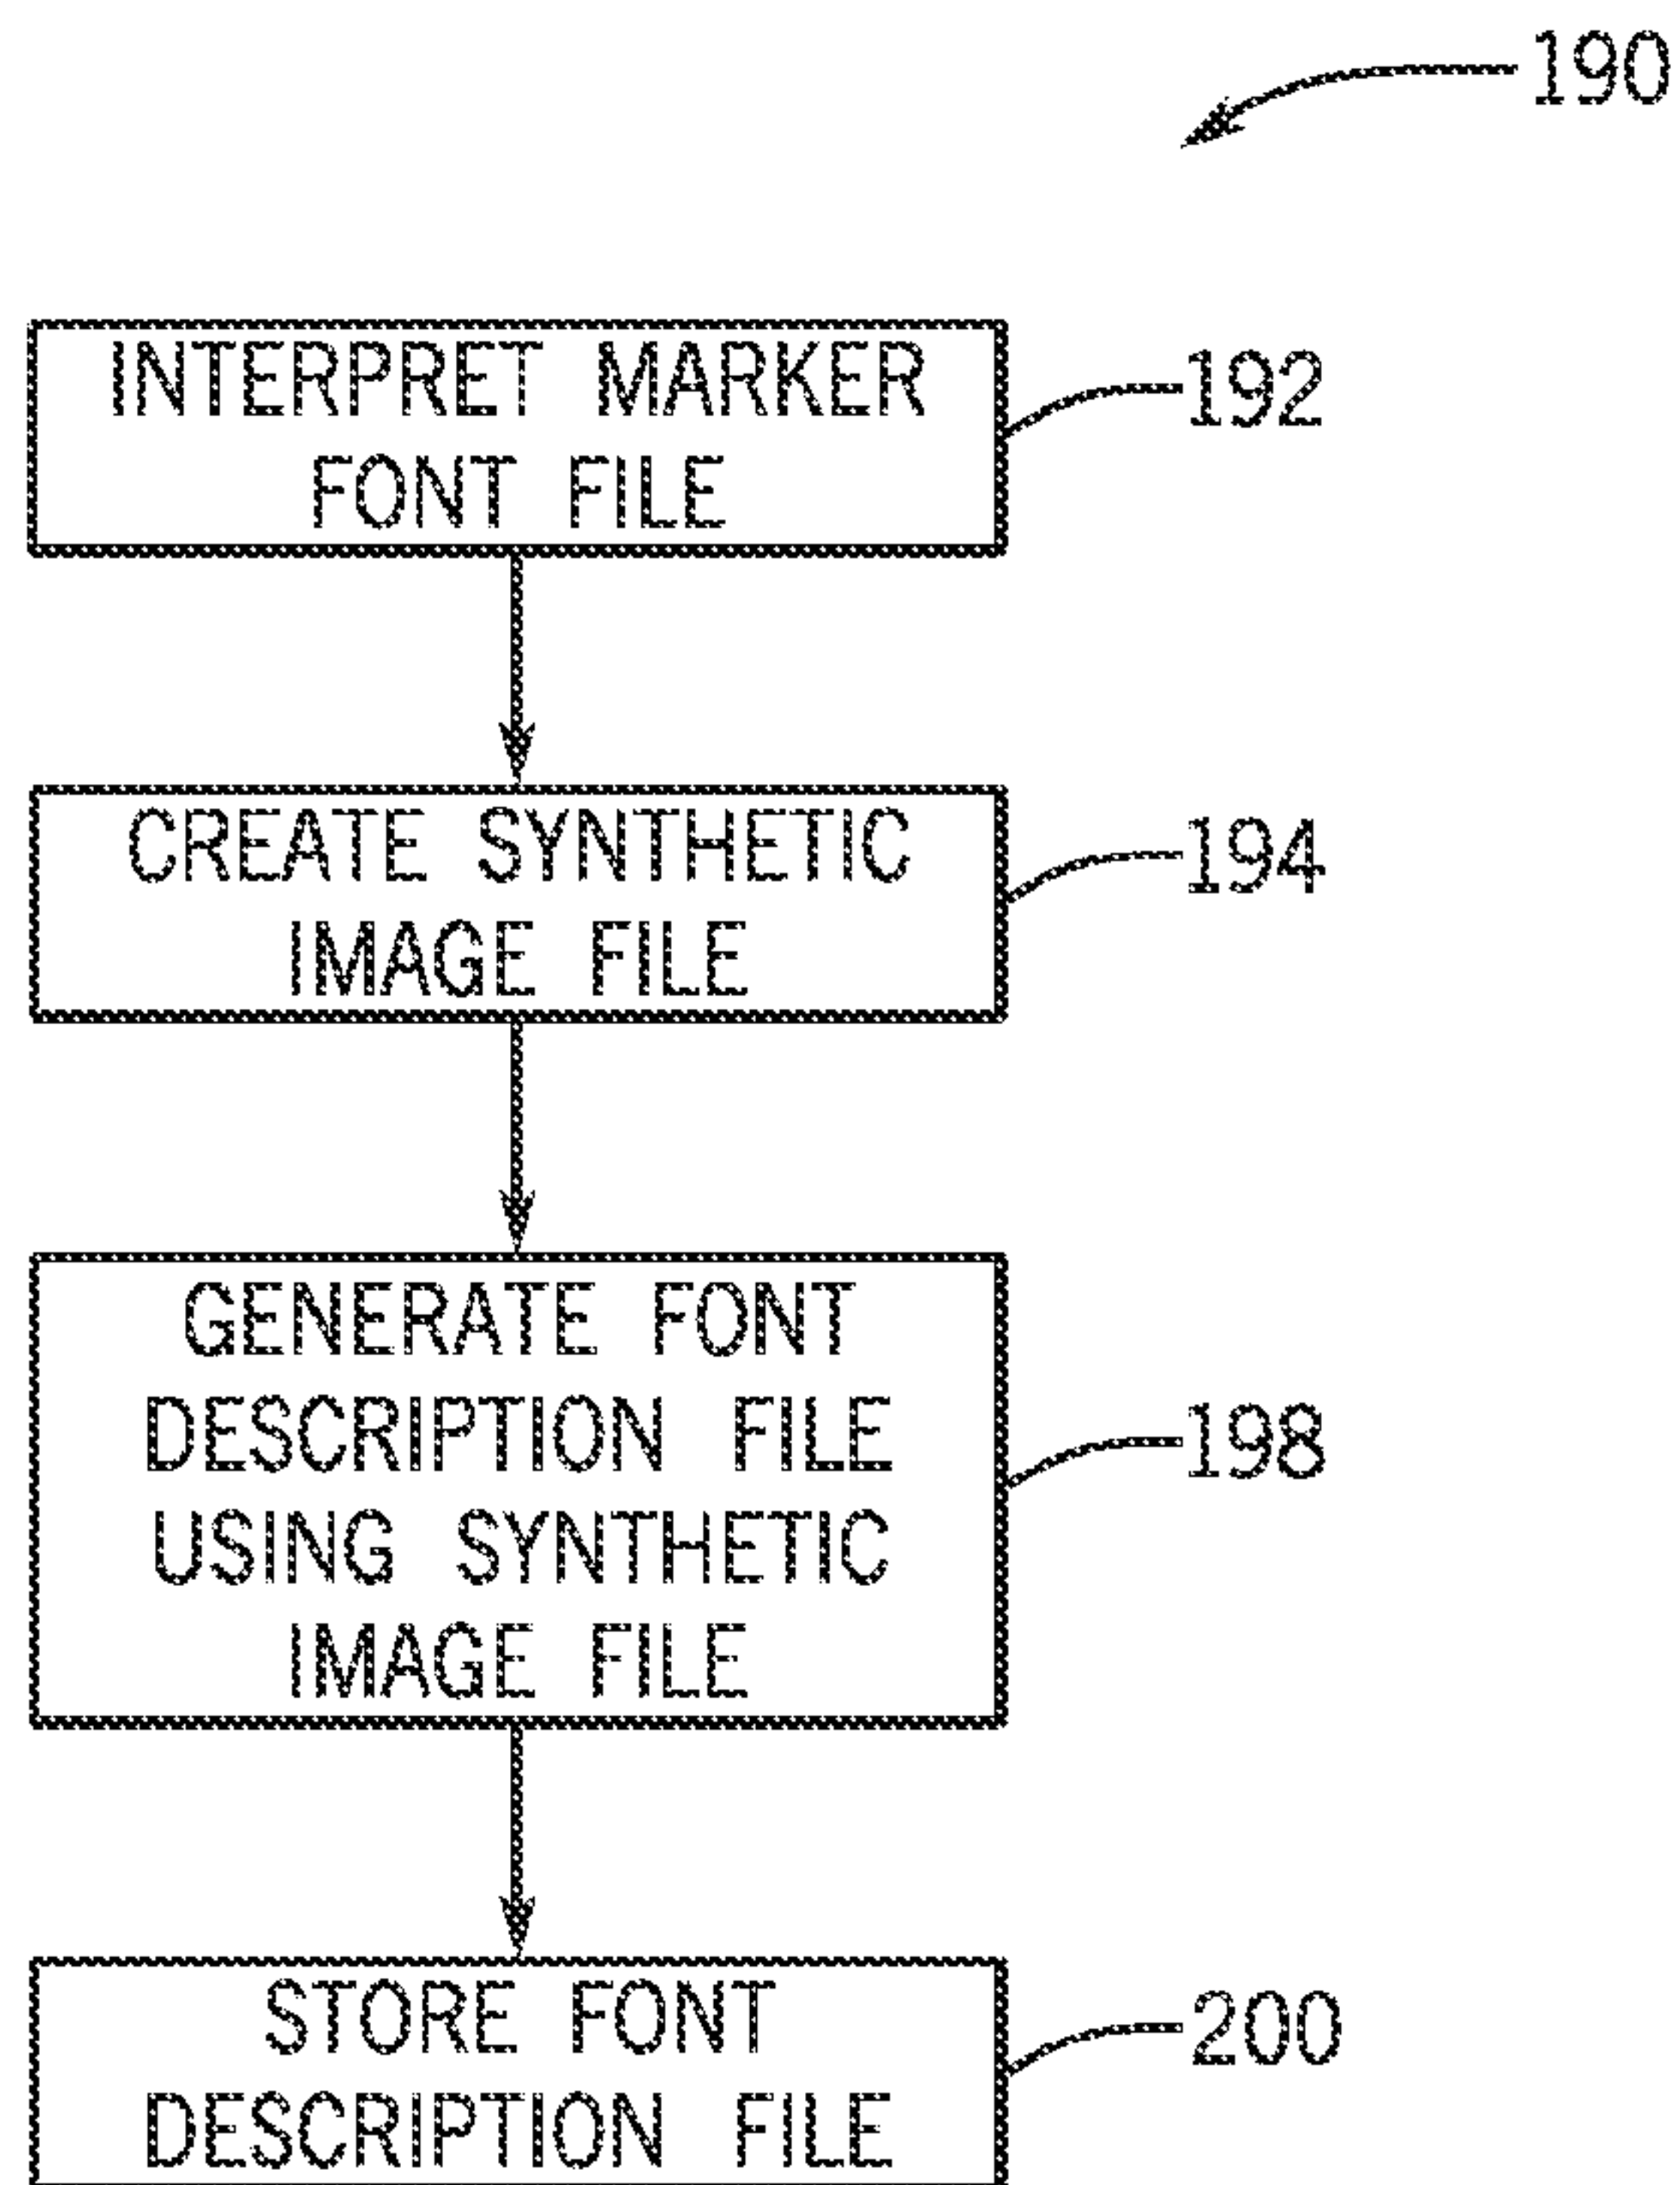 190
INTERPRET MARKER
FONT FILE
192
CREATE SYNTHETIC
IMAGE FILE
194
GENERATE FONT
DESCRIPTION FILE
USING SYNTHETIC
IMAGE FILE
198
STORE FONT
DESCRIPTION FILE
200